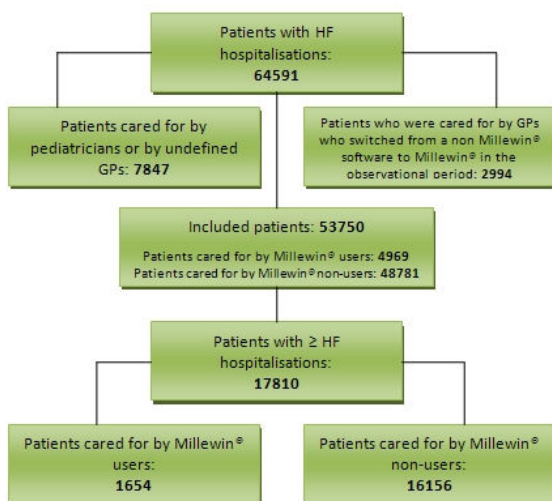 Patients with HF
hospitalisations:
64591
Patients cared for by
pediatricians or by undefined
GPs: 7847
Patients who were cared for by GPs
who switched from a non Millewin®
software to Millewin® in the
observational period: 2994
Included patients: 53750
Patients cared for by Millewin® users: 4969
Patients cared for by Millewin® non-users: 48781
Patients with ≥ HF
hospitalisations:
17810
Patients cared for by Millewin®
users:
1654
Patients cared for by Millewin®
non-users:
16156